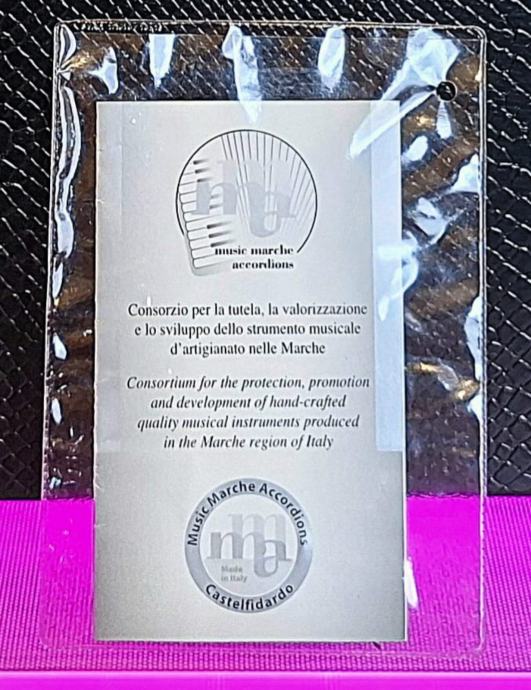 mma
music marche
accordions
Consorzio per la tutela, la valorizzazione
e lo sviluppo dello strumento musicale
d'artigianato nelle Marche
Consortium for the protection, promotion
and development of hand-crafted
quality musical instruments produced
in the Marche region of Italy
Music Marche Accordions
mma
Made
in Italy
Castelfidardo